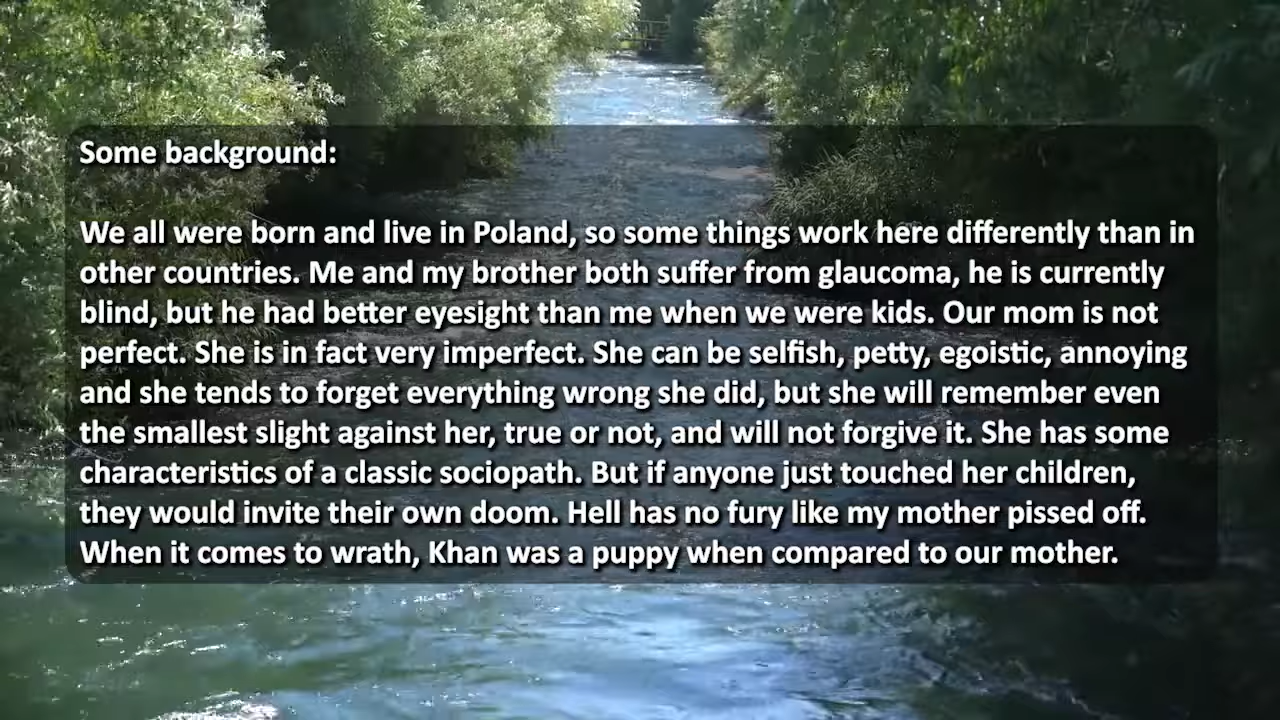 Some background:
We all were born and live in Poland, so some things work here differently than in
other countries. Me and my brother both suffer from glaucoma, he is currently
blind, but he had better eyesight than me when we were kids. Our mom is not
perfect. She is in fact very imperfect. She can be selfish, petty, egoistic, annoying
and she tends to forget everything wrong she did, but she will remember even
the smallest slight against her, true or not, and will not forgive it. She has some
characteristics of a classic sociopath. But if anyone just touched her children,
they would invite their own doom. Hell has no fury like my mother pissed off.
When it comes to wrath, Khan was a puppy when compared to our mother.